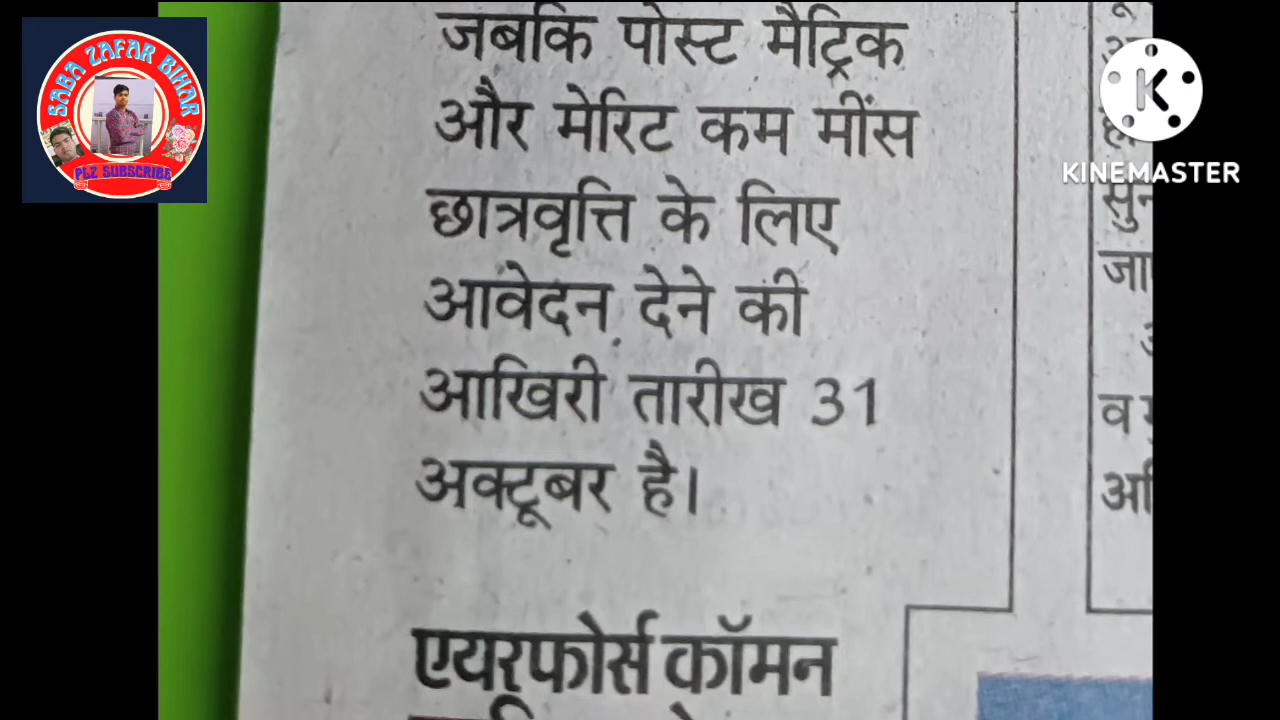 SABA ZAFAR BIHAR
PLZ SUBSCRIBE
KINEMASTER
जबकि पोस्ट मैट्रिक
और मेरिट कम मींस
छात्रवृत्ति के लिए
आवेदन देने की
आखिरी तारीख 31
अक्टूबर है।
एयरफोर्स कॉमन